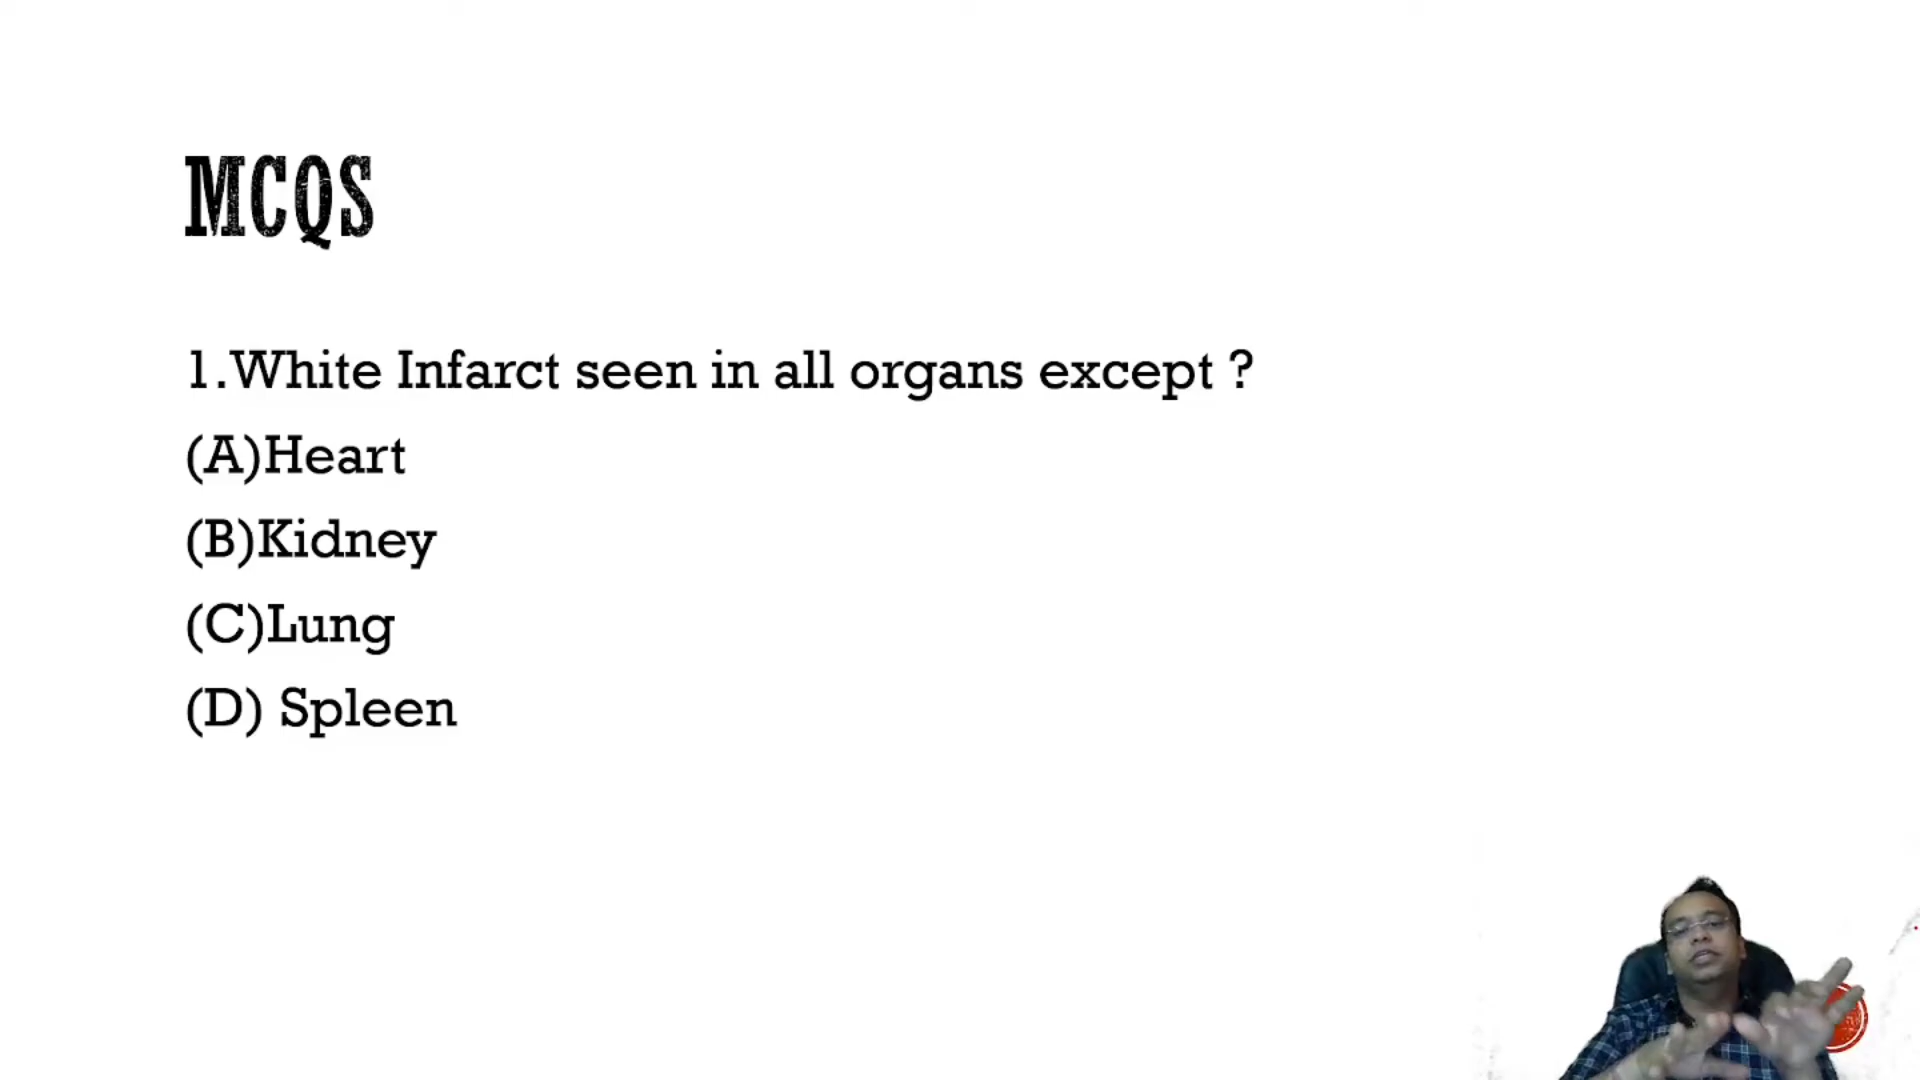 MCQS
1.White Infarct seen in all organs except ?
(A)Heart
(B)Kidney
(C)Lung
(D) Spleen